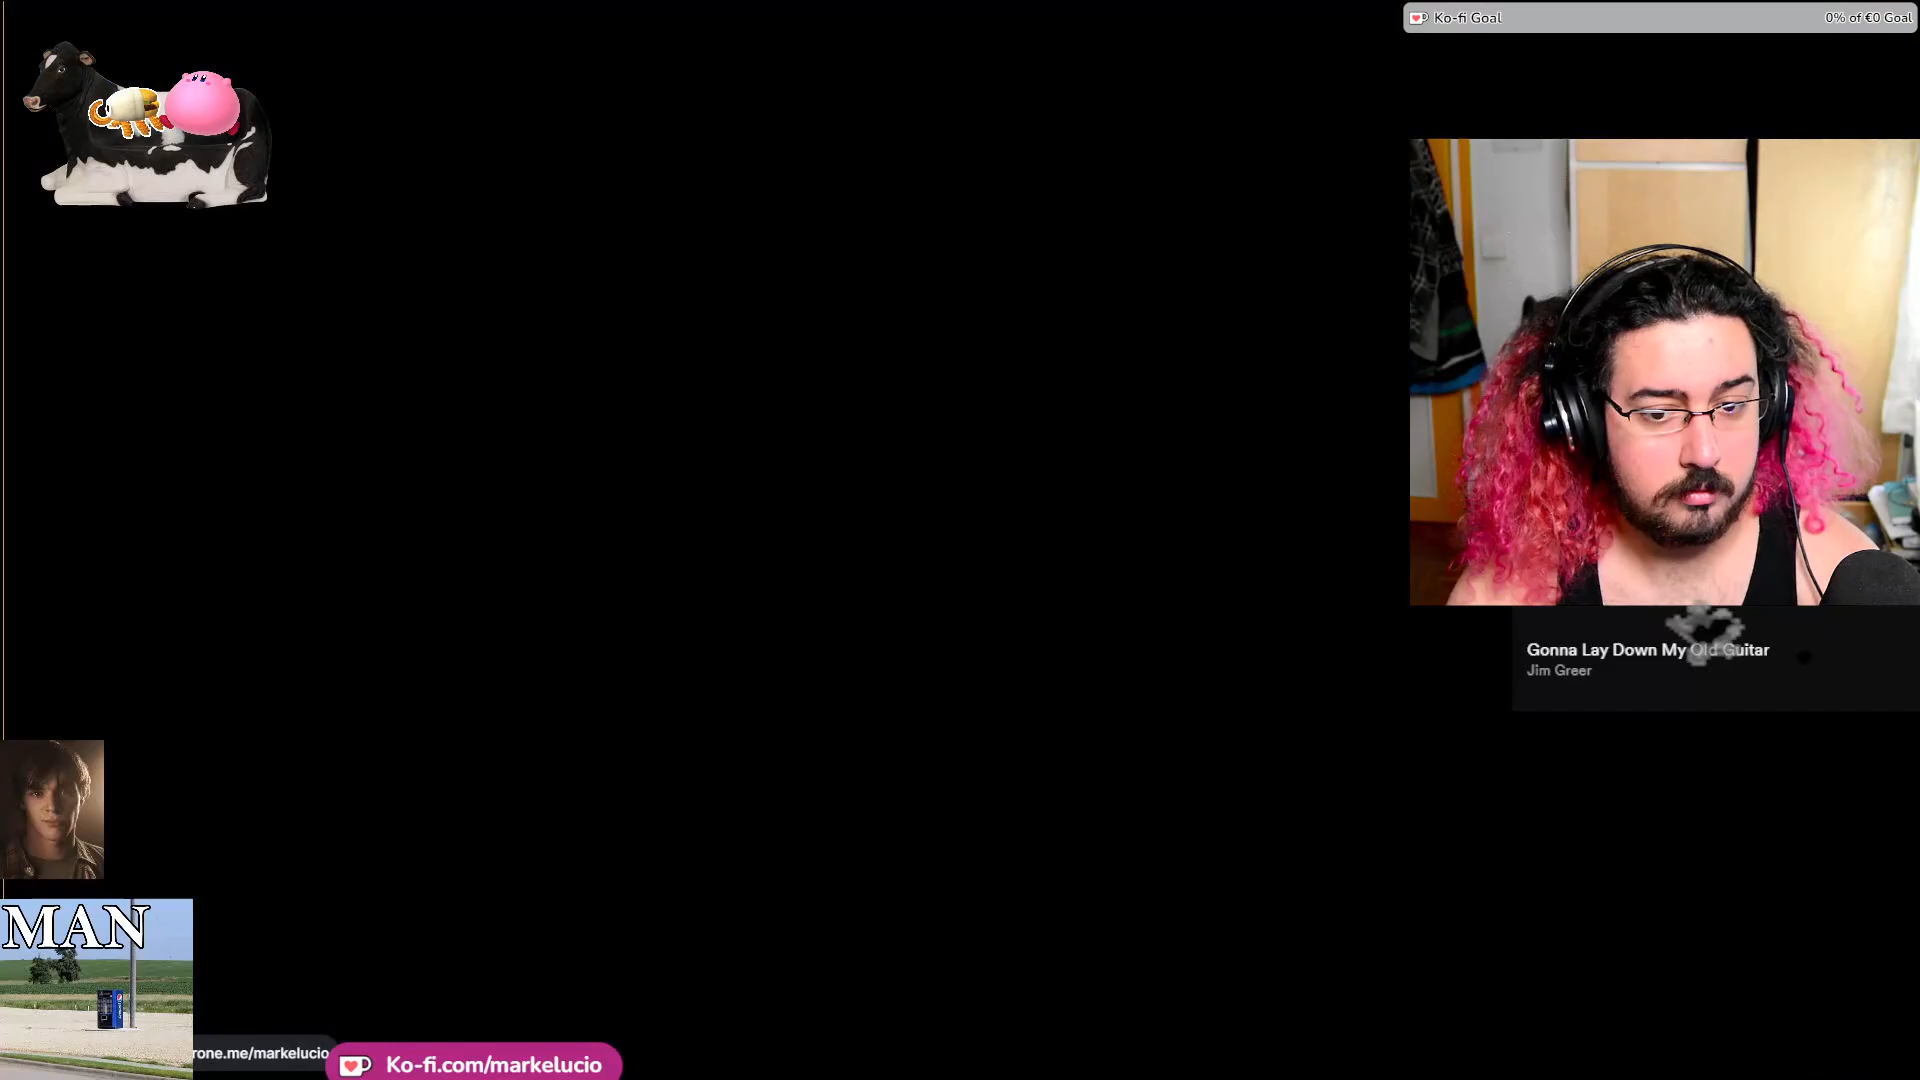 Ko-fi Goal
0% of €0 Goal
Gonna Lay Down My Old Guitar
Jim Greer
MAN
rone.me/markelucio
Ko-fi.com/markelucio